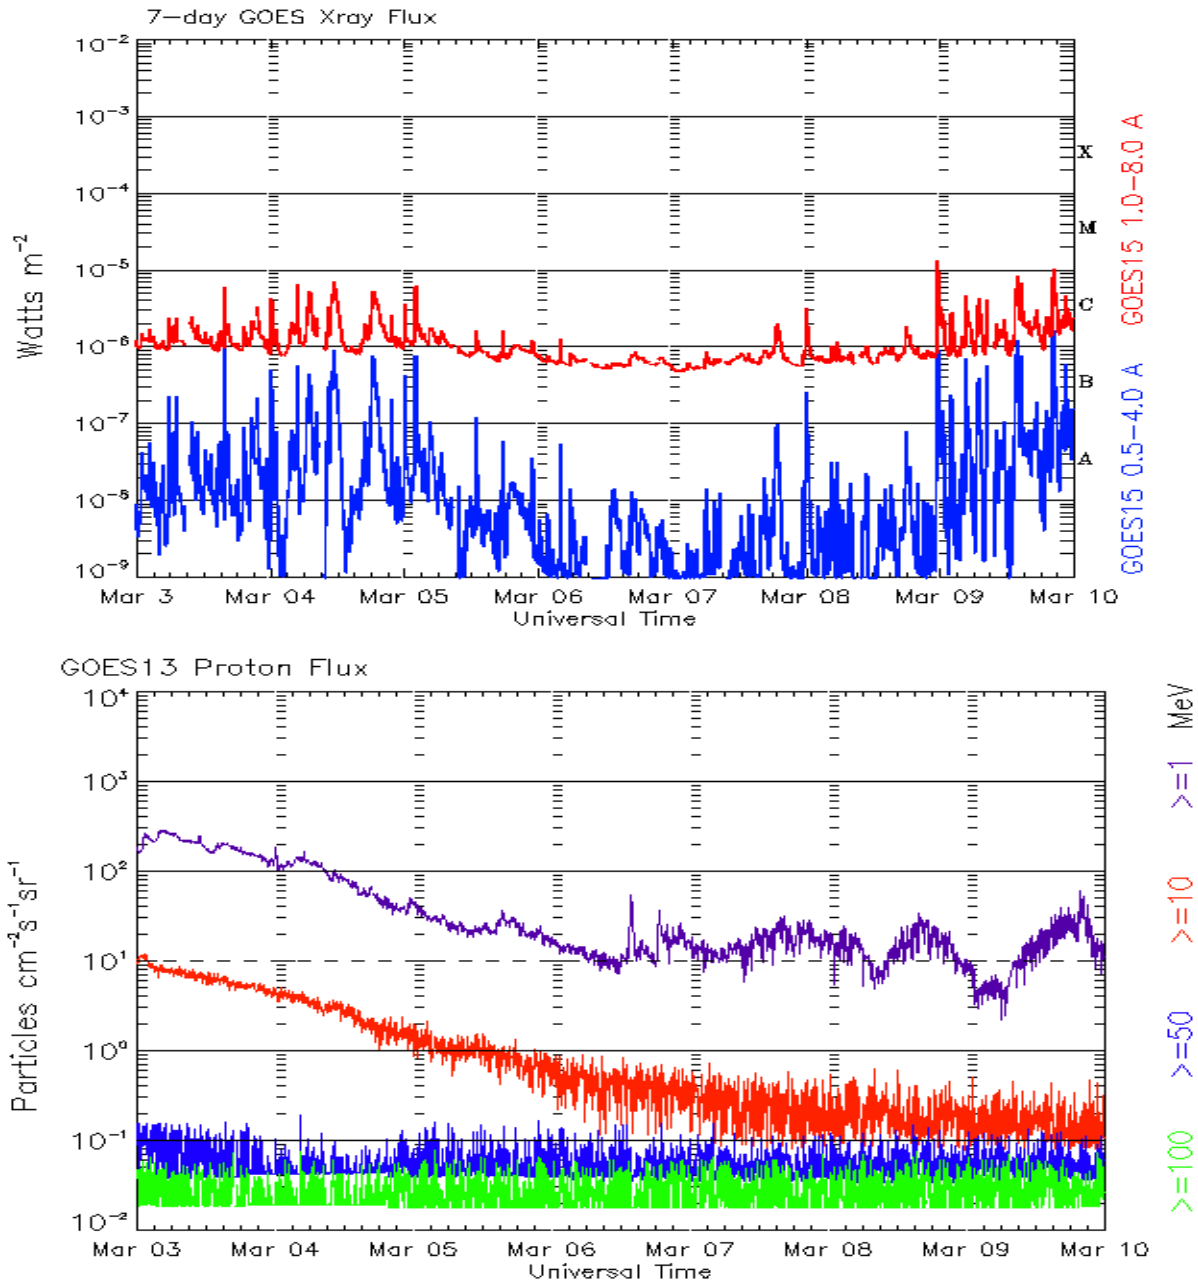 7-day GOES Xray Flux
10⁻²
10⁻³
10⁻⁴
10⁻⁵
10⁻⁶
10⁻⁷
10⁻⁸
10⁻⁹
Watts m⁻²
X
M
C
B
A
GOES15 1.0-8.0 A
GOES15 0.5-4.0 A
Mar 3 Mar 04 Mar 05 Mar 06 Mar 07 Mar 08 Mar 09 Mar 10
Universal Time
GOES13 Proton Flux
10⁴
10³
10²
10¹
10⁰
10⁻¹
10⁻²
Particles cm⁻²s⁻¹sr⁻¹
>=1 MeV
>=10
>=50
>=100
Mar 03 Mar 04 Mar 05 Mar 06 Mar 07 Mar 08 Mar 09 Mar 10
Universal Time